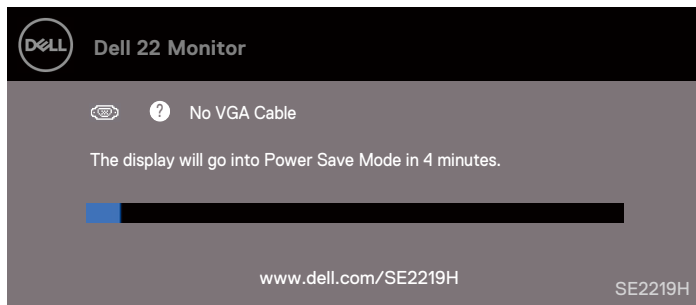 DELL
Dell 22 Monitor
? No VGA Cable
The display will go into Power Save Mode in 4 minutes.
www.dell.com/SE2219H
SE2219H